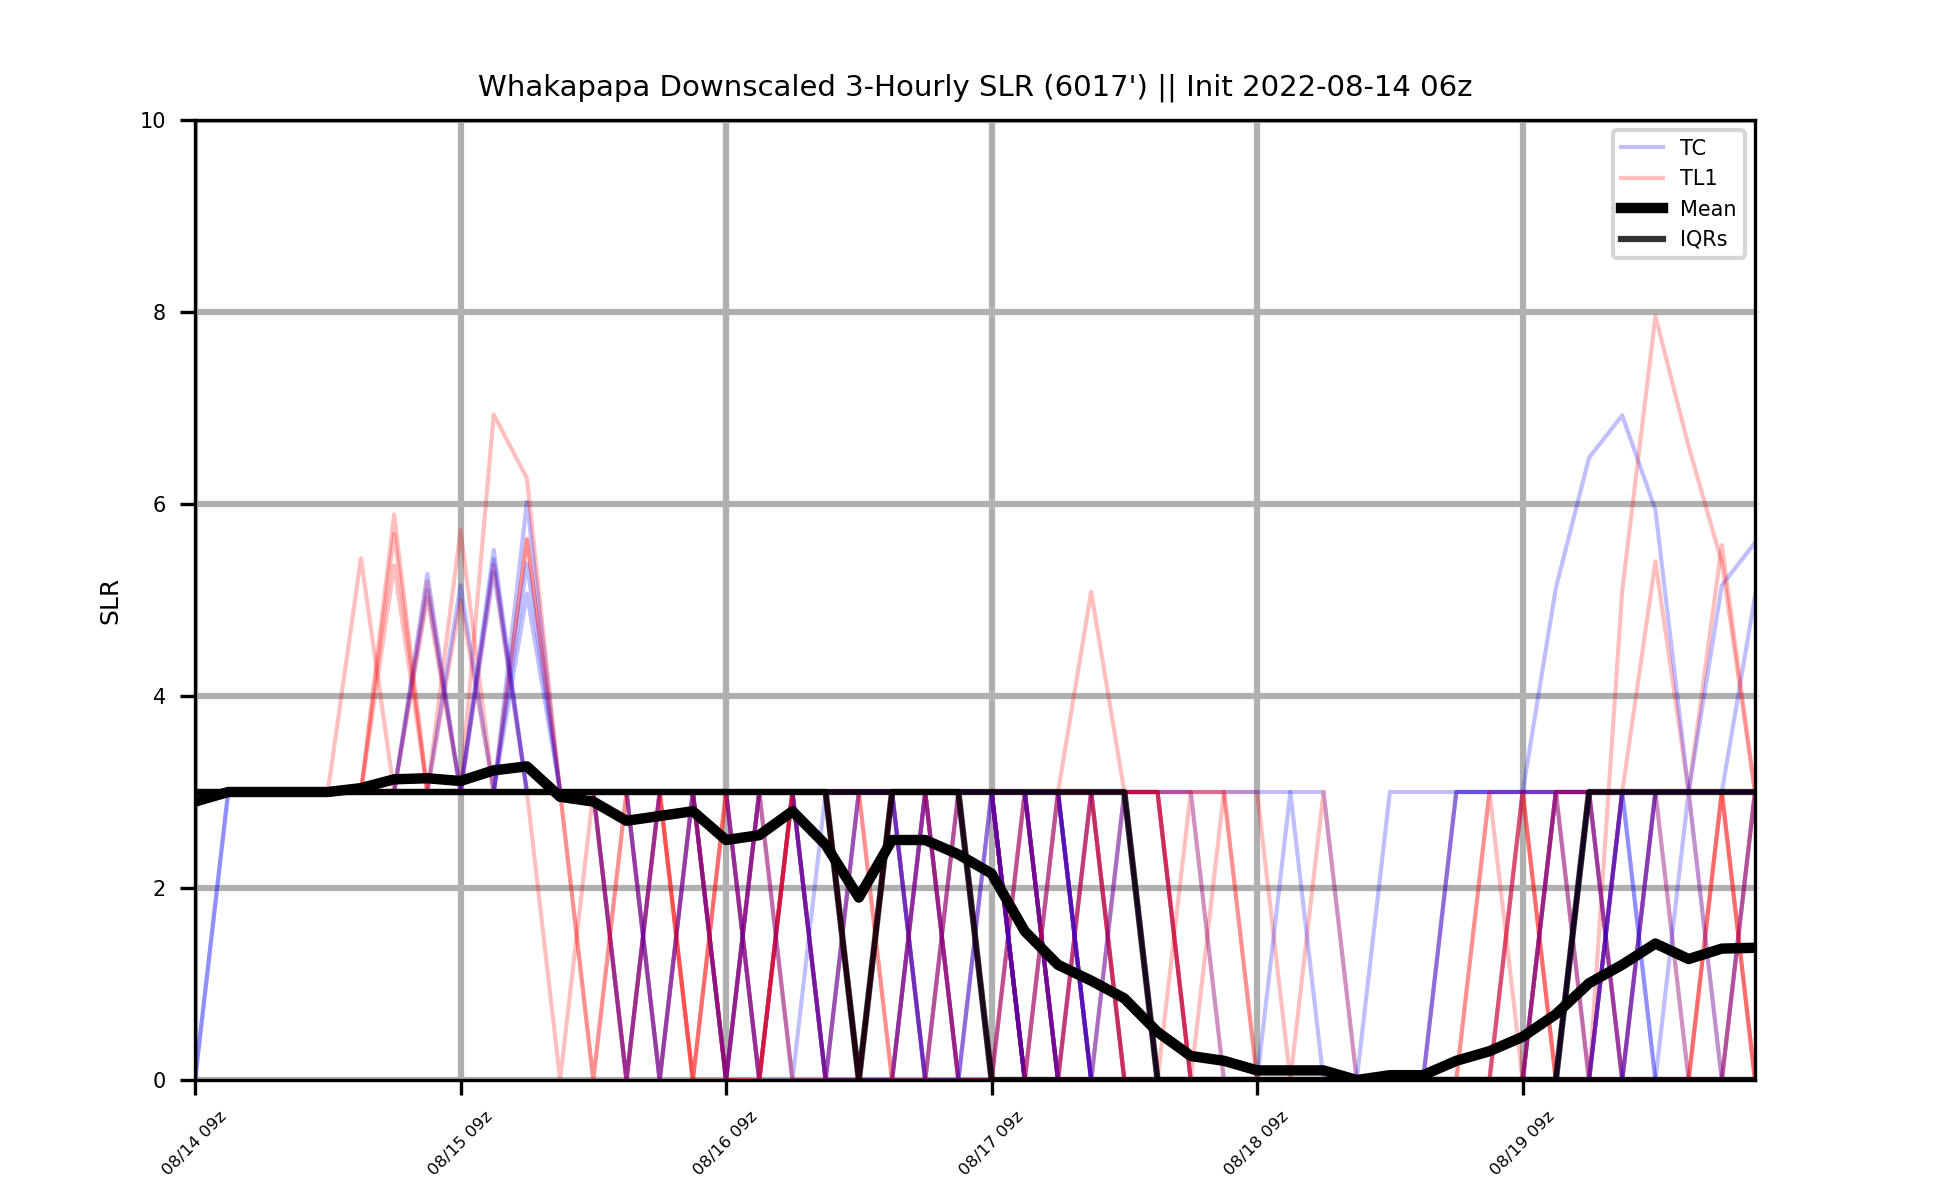 Whakapapa Downscaled 3-Hourly SLR (6017') || Init 2022-08-14 06z
10
8
6
4
2
0
SLR
TC
TL1
Mean
IQRs
08/14 09z
08/15 09z
08/16 09z
08/17 09z
08/18 09z
08/19 09z